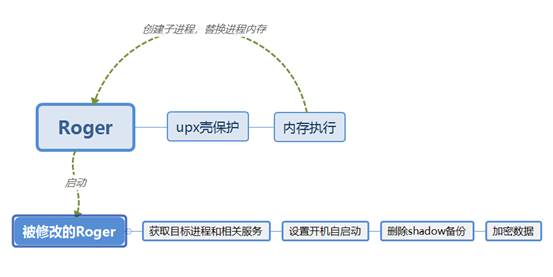 创建子进程，替换进程内存
Roger
upx壳保护
内存执行
启动
被修改的Roger
获取目标进程和相关服务
设置开机自启动
删除shadow备份
加密数据